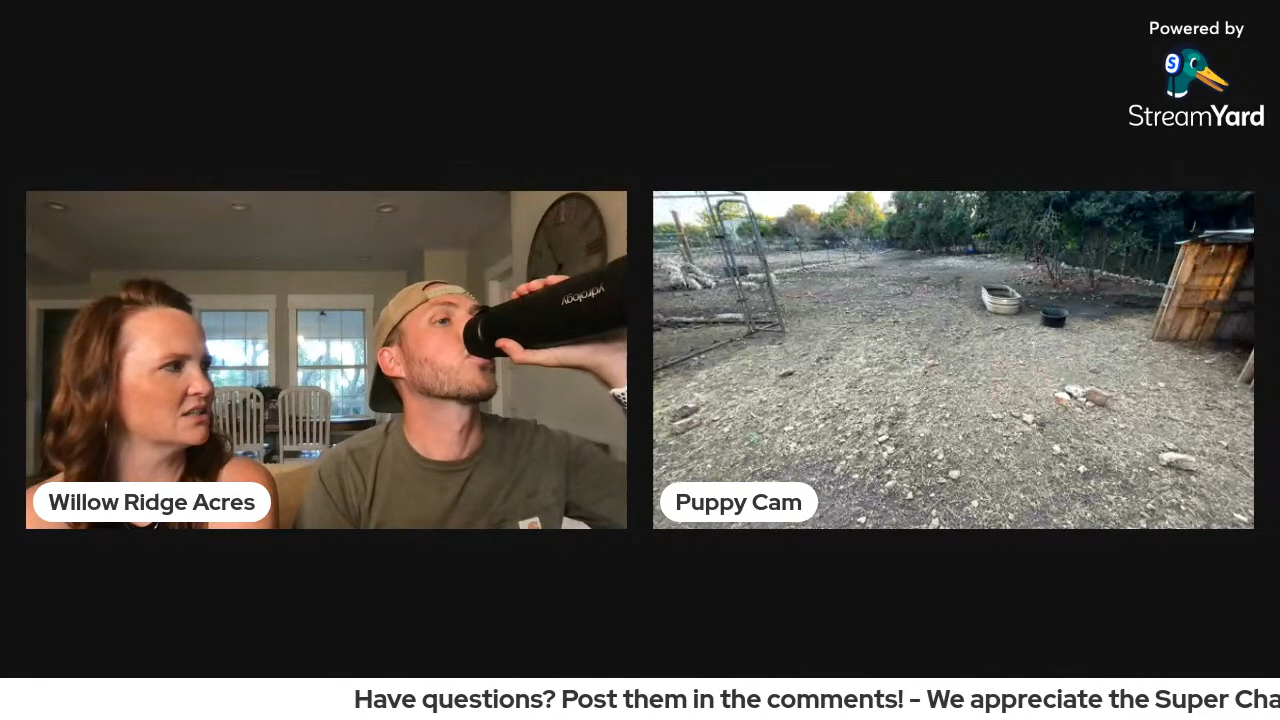 Powered by
S
StreamYard
ydrology
Willow Ridge Acres
Puppy Cam
Have questions? Post them in the comments! - We appreciate the Super Cha